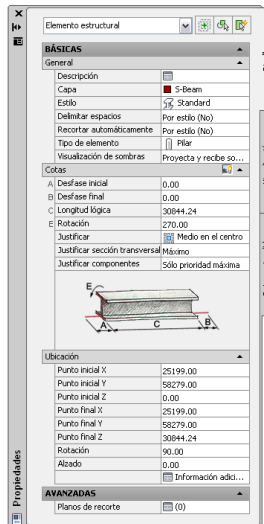 Elemento estructural
BÁSICAS
General
Descripción
Capa S-Beam
Estilo Standard
Delimitar espacios Por estilo (No)
Recortar automáticamente Por estilo (No)
Tipo de elemento Pilar
Visualización de sombras Proyecta y recibe so...
Cotas
A Desfase inicial 0.00
B Desfase final 0.00
C Longitud lógica 30844.24
E Rotación 270.00
Justificar Medio en el centro
Justificar sección transversal Máximo
Justificar componentes Sólo prioridad máxima
E
A C B
Ubicación
Punto inicial X 25199.00
Punto inicial Y 58279.00
Punto inicial Z 0.00
Punto final X 25199.00
Punto final Y 58279.00
Punto final Z 30844.24
Rotación 90.00
Alzado 0.00
Información adici...
AVANZADAS
Planos de recorte (0)
Propiedades